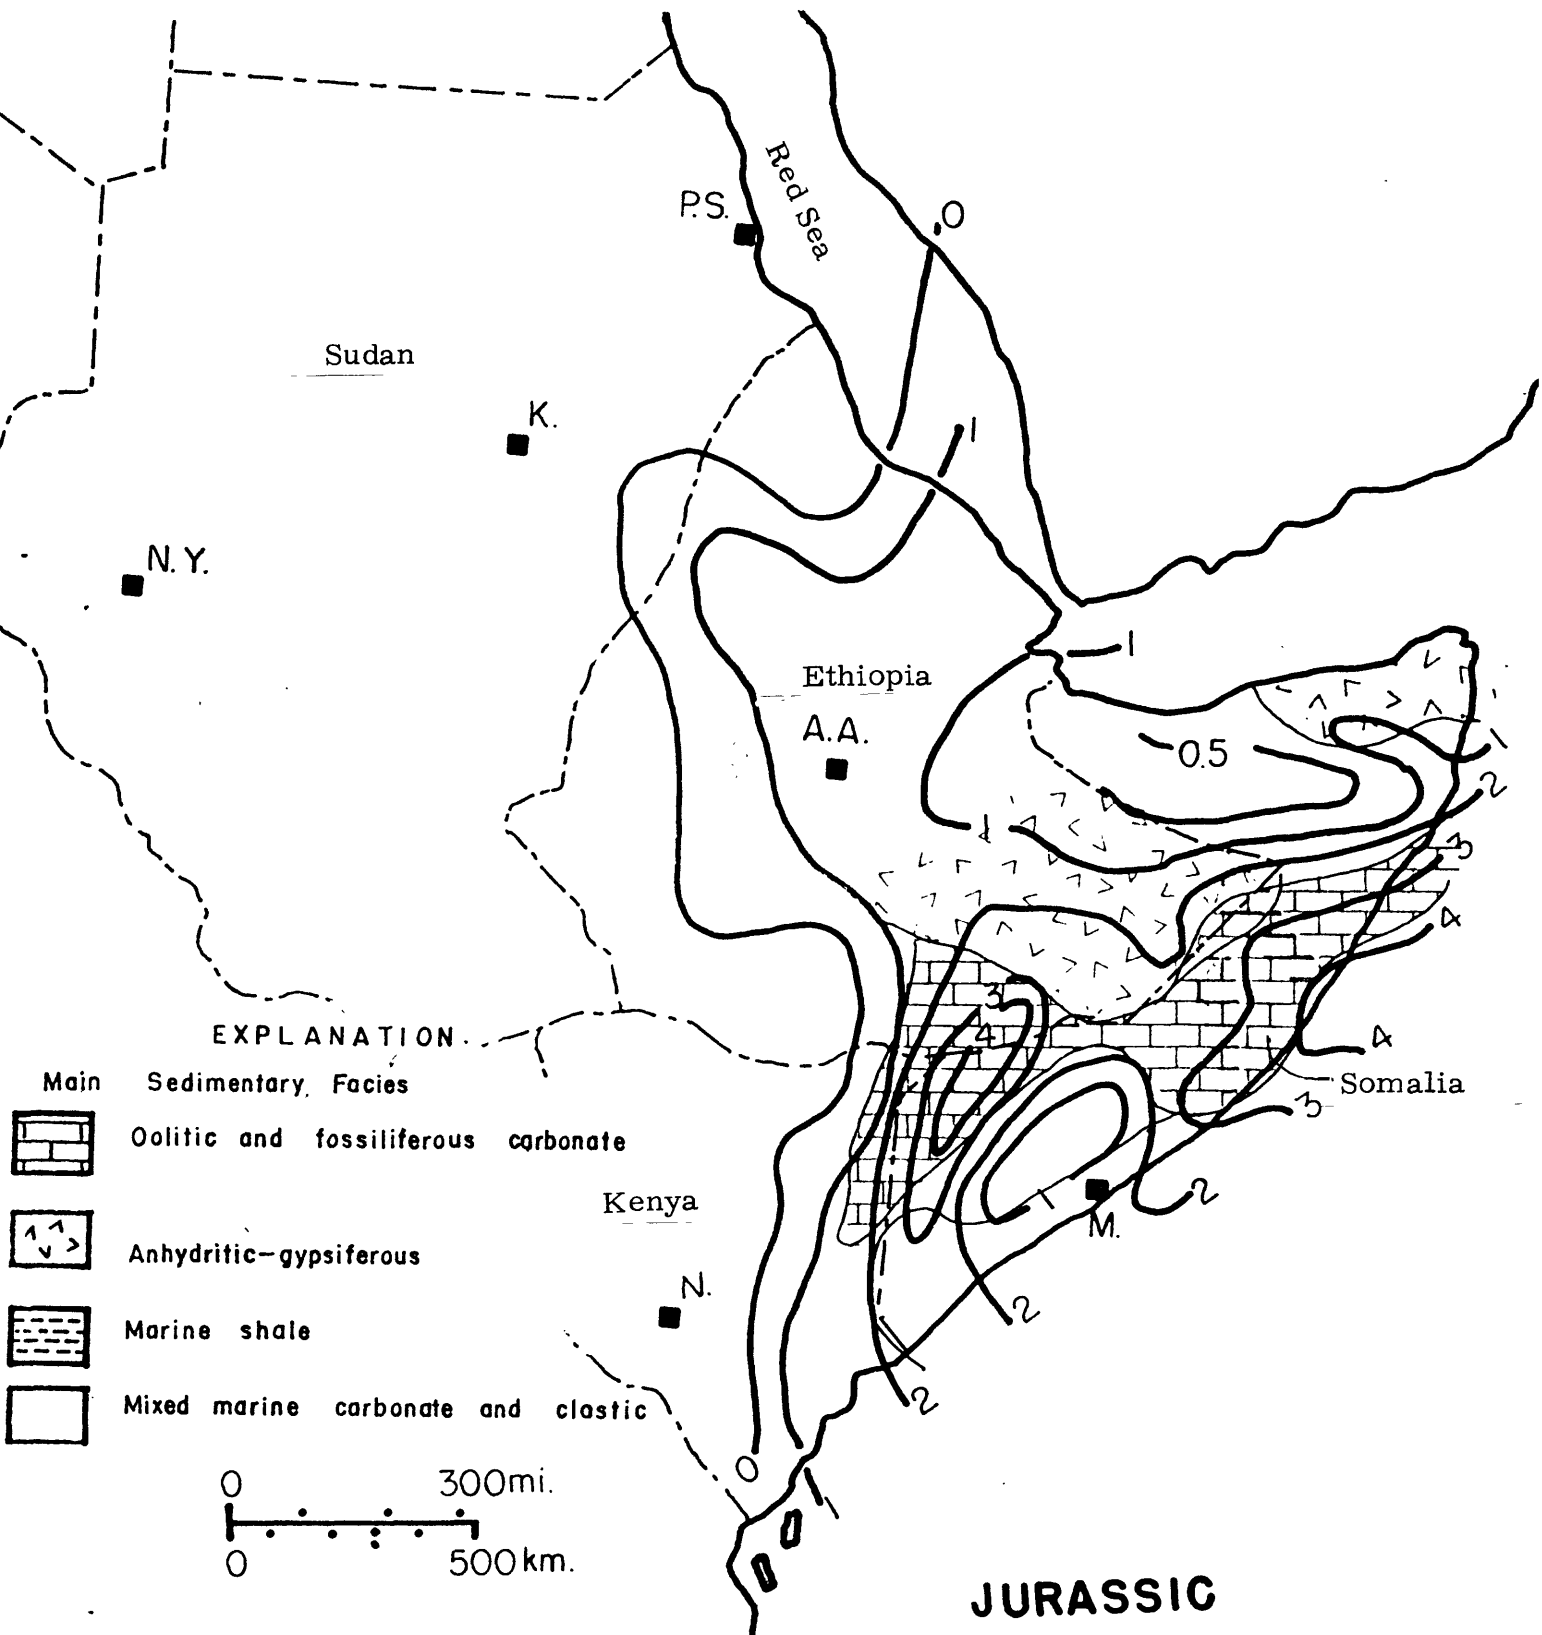 Red Sea
P.S.
0
Sudan
K.
1
N.Y.
Ethiopia
1
A.A.
0.5
1
2
1
3
4
3
4
4
Somalia
3
2
1
M.
2
2
0
1
Kenya
N.
EXPLANATION
Main Sedimentary Facies
Oolitic and fossiliferous carbonate
Anhydritic-gypsiferous
Marine shale
Mixed marine carbonate and clastic
0 300mi.
0 500km.
JURASSIC